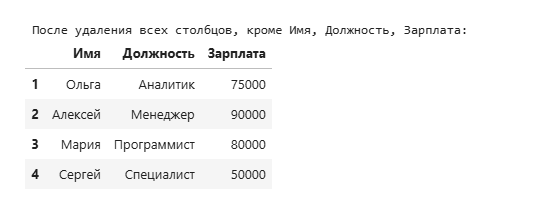 После удаления всех столбцов, кроме Имя, Должность, Зарплата:
Имя Должность Зарплата
1 Ольга Аналитик 75000
2 Алексей Менеджер 90000
3 Мария Программист 80000
4 Сергей Специалист 50000